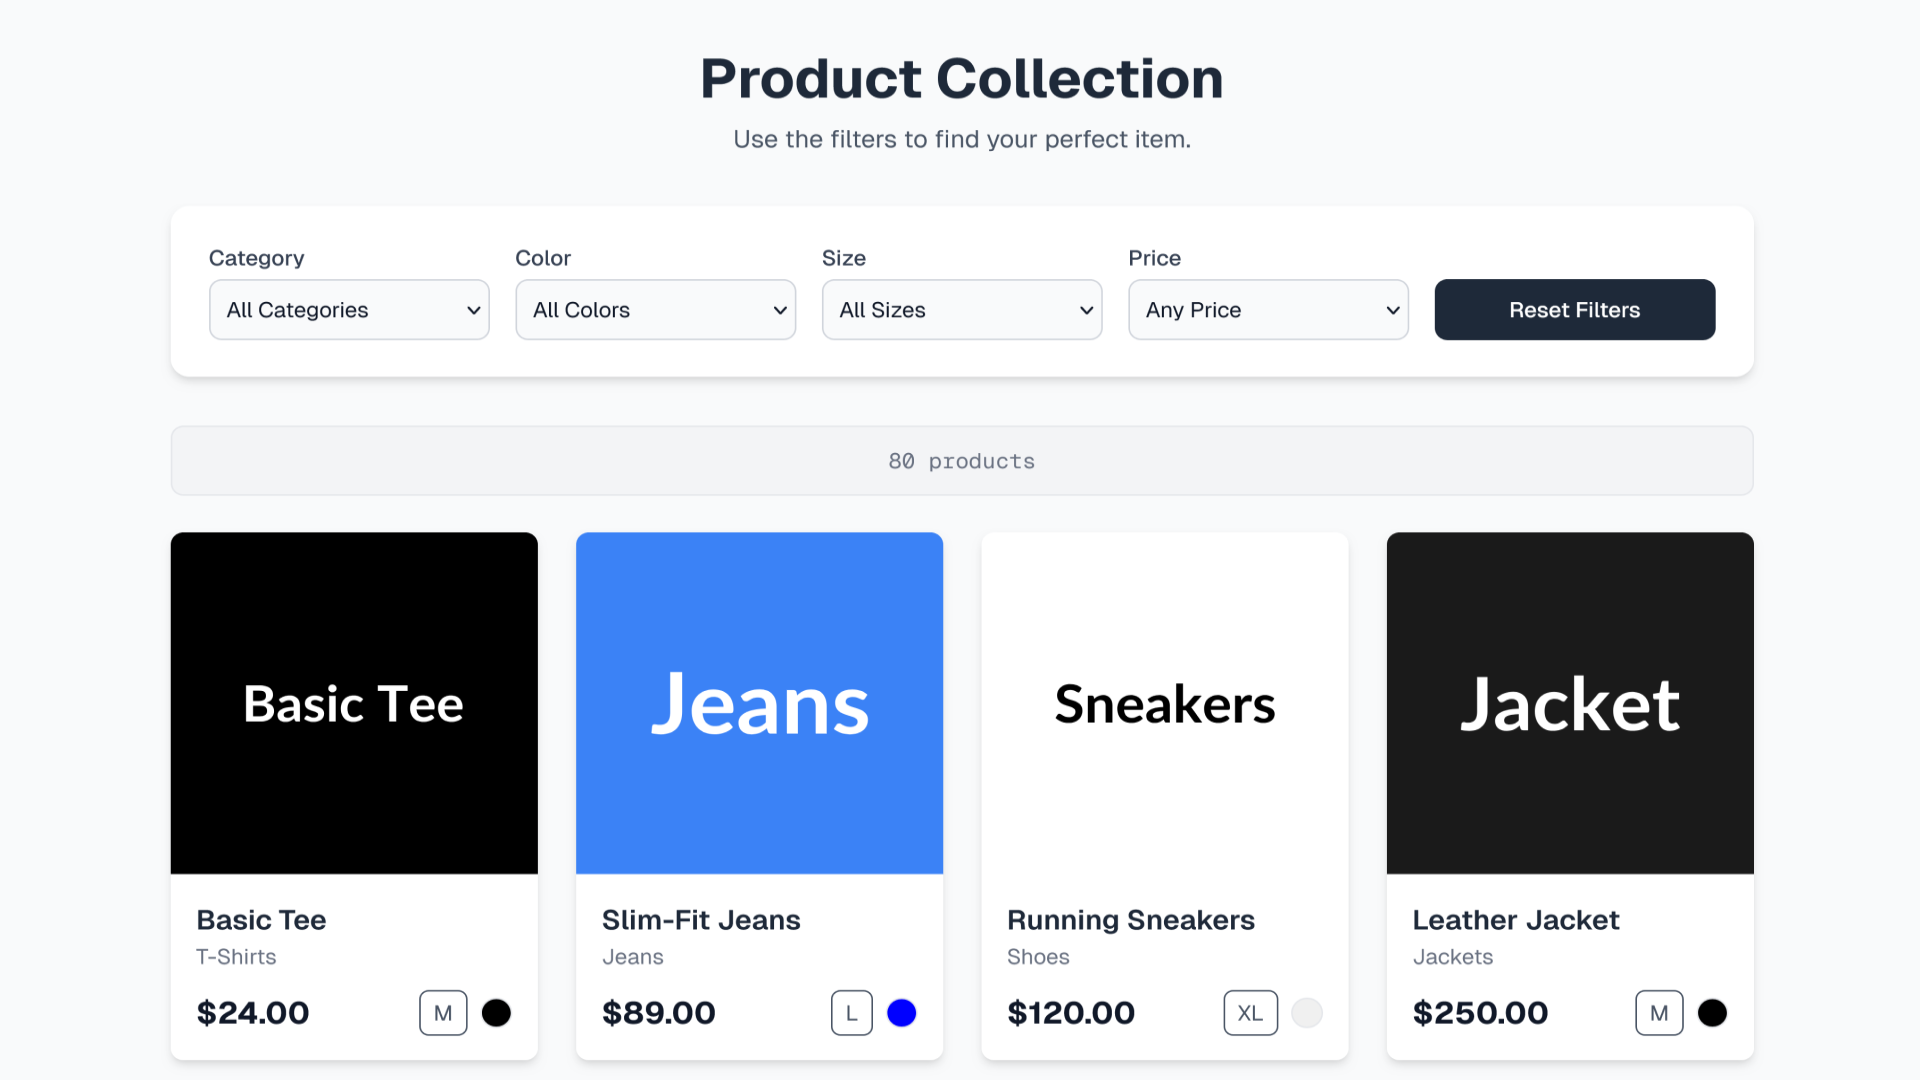 Product Collection
Use the filters to find your perfect item.
Category
All Categories
Color
All Colors
Size
All Sizes
Price
Any Price
Reset Filters
80 products
Basic Tee
Basic Tee
T-Shirts
$24.00
M
Jeans
Slim-Fit Jeans
Jeans
$89.00
L
Sneakers
Running Sneakers
Shoes
$120.00
XL
Jacket
Leather Jacket
Jackets
$250.00
M